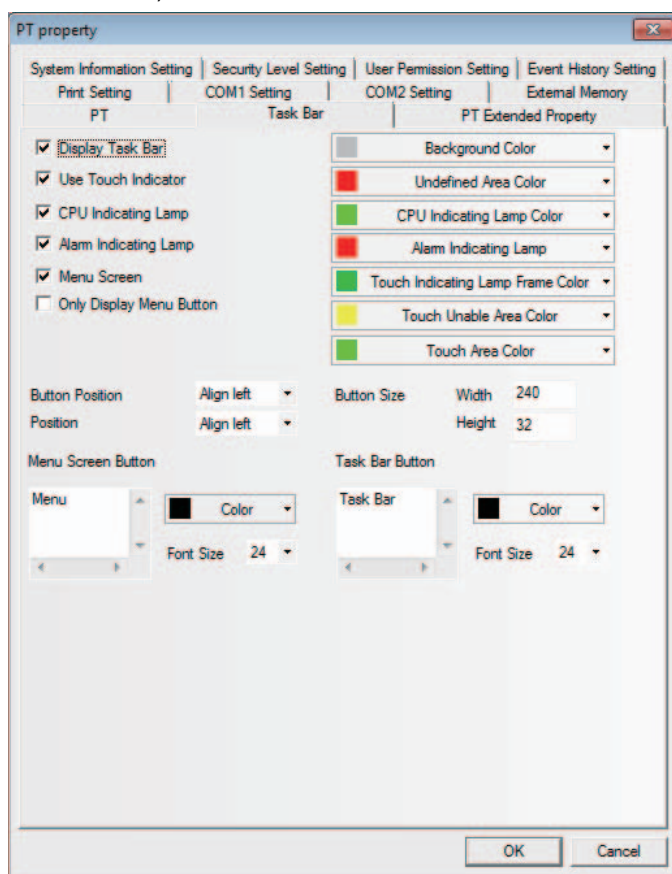 PT property
System Information Setting Security Level Setting User Permission Setting Event History Setting
Print Setting COM1 Setting COM2 Setting External Memory
PT Task Bar PT Extended Property
Display Task Bar Background Color
Use Touch Indicator Undefined Area Color
CPU Indicating Lamp CPU Indicating Lamp Color
Alarm Indicating Lamp Alarm Indicating Lamp
Menu Screen Touch Indicating Lamp Frame Color
Only Display Menu Button Touch Unable Area Color
Touch Area Color
Button Position Align left Button Size Width 240
Position Align left Height 32
Menu Screen Button Task Bar Button
Menu Color Task Bar Color
Font Size 24 Font Size 24
OK Cancel